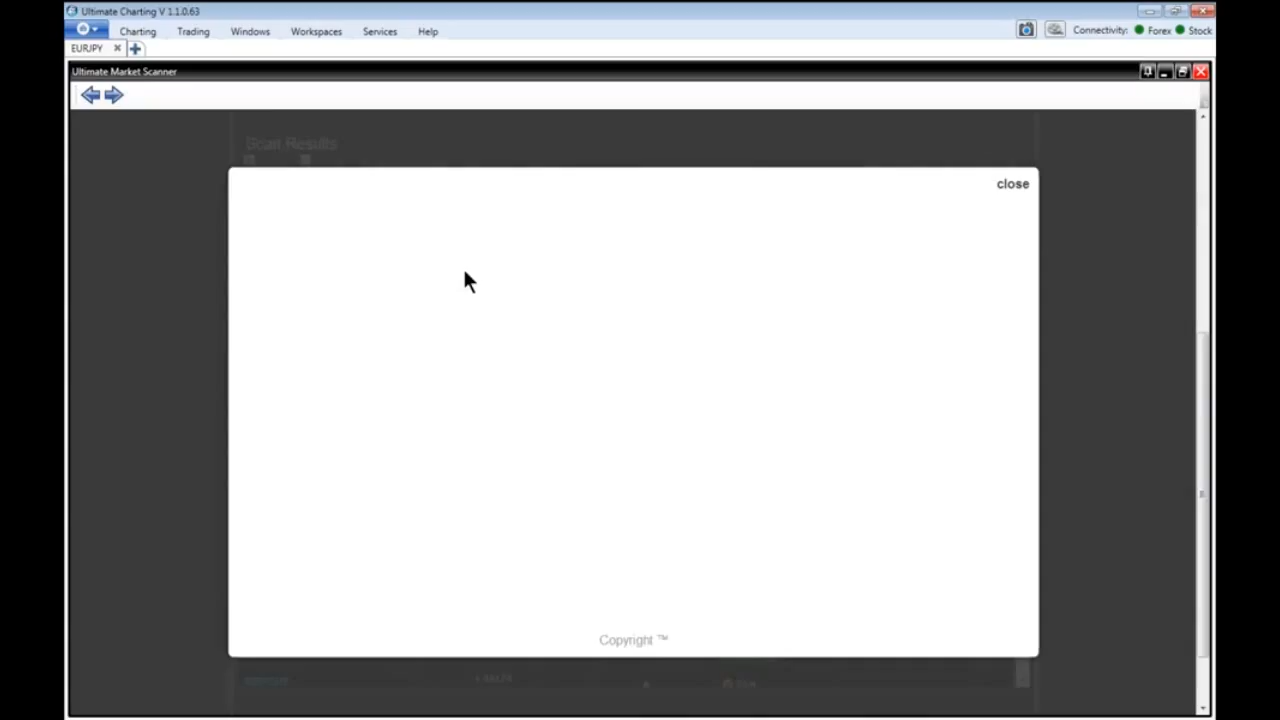 Ultimate Charting V 1.1.0.63
Charting Trading Windows Workspaces Services Help Connectivity: Forex Stock
EURJPY
Ultimate Market Scanner
Scan Results
close
Copyright ™